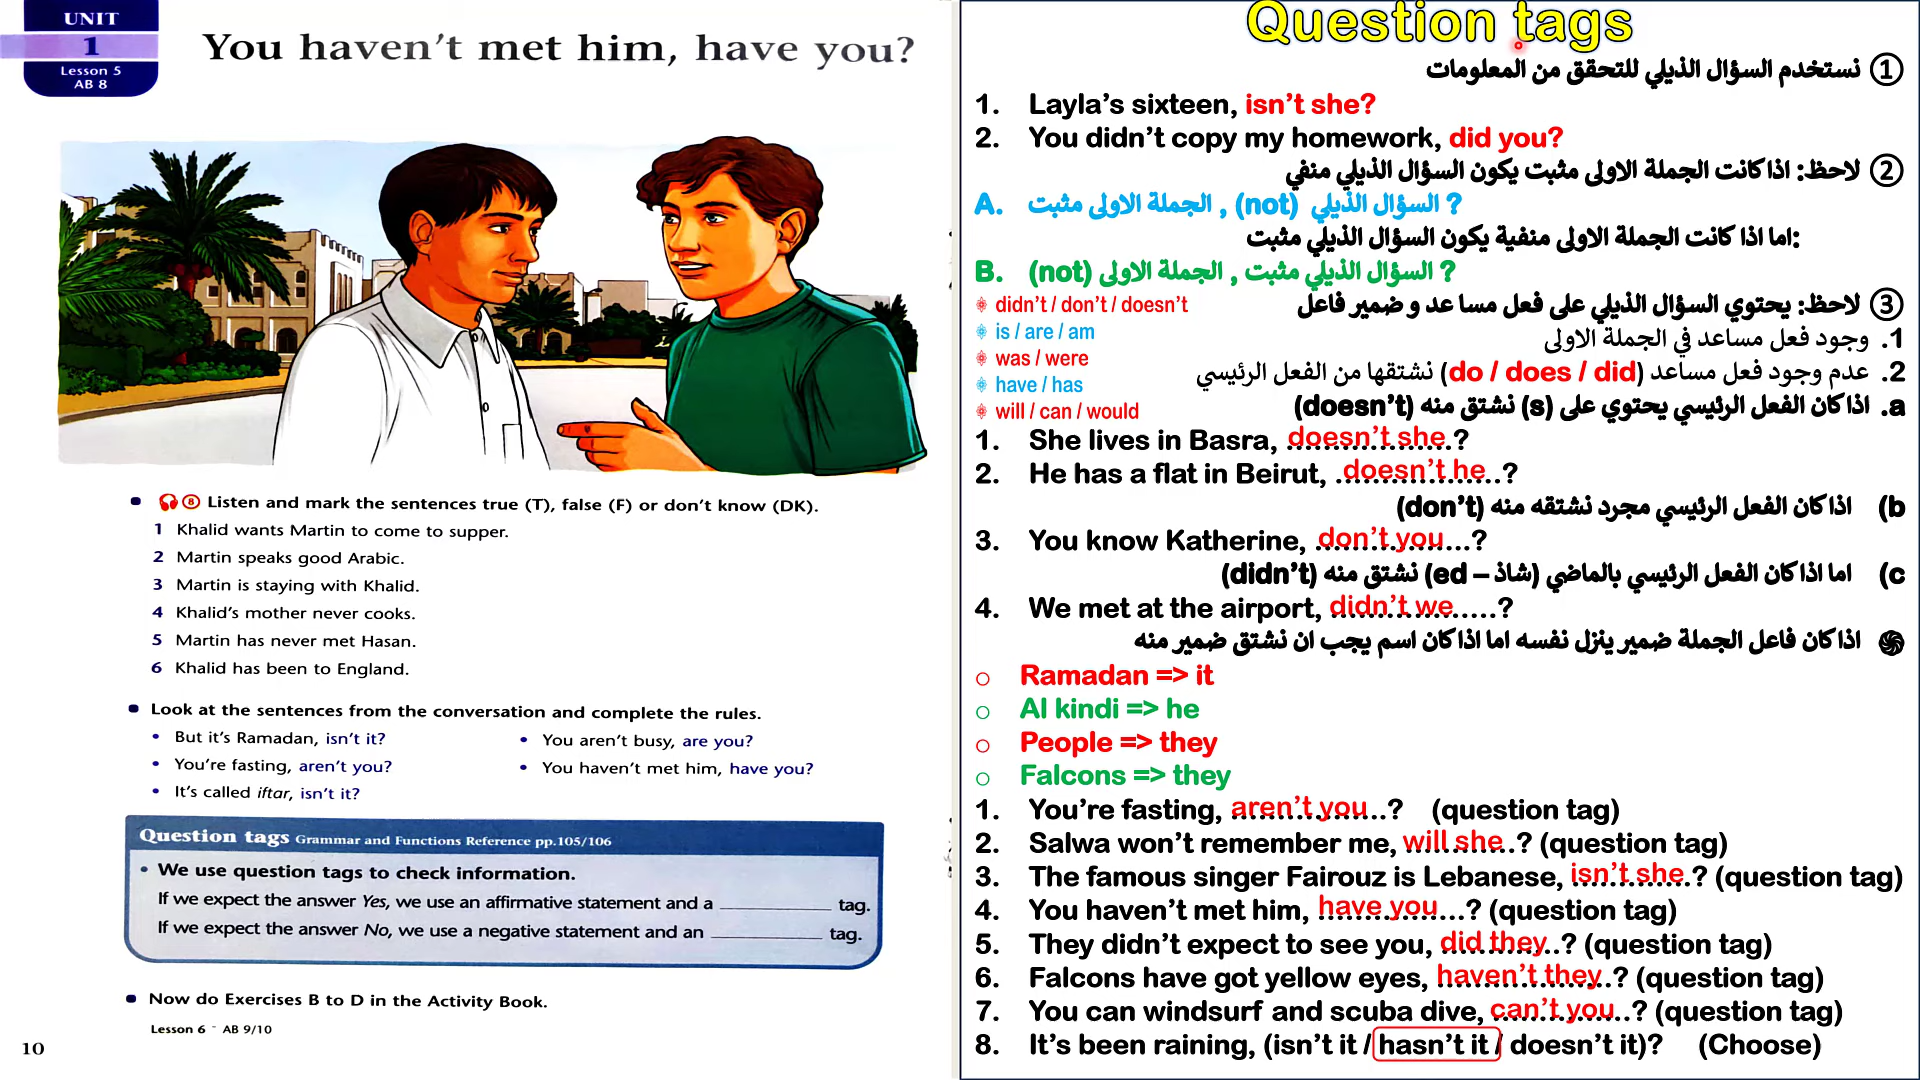 UNIT
1
Lesson 5
AB 8
You haven't met him, have you?
8 Listen and mark the sentences true (T), false (F) or don't know (DK).
1 Khalid wants Martin to come to supper.
2 Martin speaks good Arabic.
3 Martin is staying with Khalid.
4 Khalid's mother never cooks.
5 Martin has never met Hasan.
6 Khalid has been to England.
Look at the sentences from the conversation and complete the rules.
• But it's Ramadan, isn't it?
• You're fasting, aren't you?
• It's called iftar, isn't it?
• You aren't busy, are you?
• You haven't met him, have you?
Question tags Grammar and Functions Reference pp.105/106
• We use question tags to check information.
If we expect the answer Yes, we use an affirmative statement and a __________ tag.
If we expect the answer No, we use a negative statement and an __________ tag.
Now do Exercises B to D in the Activity Book.
Lesson 6 - AB 9/10
10
Question tags
① نستخدم السؤال الذيلي للتحقق من المعلومات
1. Layla's sixteen, isn't she?
2. You didn't copy my homework, did you?
② لاحظ: اذا كانت الجملة الاولى مثبت يكون السؤال الذيلي منفي
A. الجملة الاولى مثبت , (not) السؤال الذيلي ?
اما اذا كانت الجملة الاولى منفية يكون السؤال الذيلي مثبت:
B. (not) الجملة الاولى , السؤال الذيلي مثبت ?
③ لاحظ: يحتوي السؤال الذيلي على فعل مسا عد و ضمير فاعل
didn't / don't / doesn't
is / are / am
was / were
have / has
will / can / would
1. وجود فعل مساعد في الجملة الاولى
2. عدم وجود فعل مساعد (do / does / did) نشتقها من الفعل الرئيسي
a. اذا كان الفعل الرئيسي يحتوي على (s) نشتق منه (doesn't)
1. She lives in Basra, doesn't she?
2. He has a flat in Beirut, doesn't he?
b) اذا كان الفعل الرئيسي مجرد نشتقه منه (don't)
3. You know Katherine, don't you?
c) اما اذا كان الفعل الرئيسي بالماضي (شاذ – ed) نشتق منه (didn't)
4. We met at the airport, didn't we?
اذا كان فاعل الجملة ضمير ينزل نفسه اما اذا كان اسم يجب ان نشتق ضمير منه
o Ramadan => it
o Al kindi => he
o People => they
o Falcons => they
1. You're fasting, aren't you? (question tag)
2. Salwa won't remember me, will she? (question tag)
3. The famous singer Fairouz is Lebanese, isn't she? (question tag)
4. You haven't met him, have you? (question tag)
5. They didn't expect to see you, did they? (question tag)
6. Falcons have got yellow eyes, haven't they? (question tag)
7. You can windsurf and scuba dive, can't you? (question tag)
8. It's been raining, (isn't it / hasn't it / doesn't it)? (Choose)